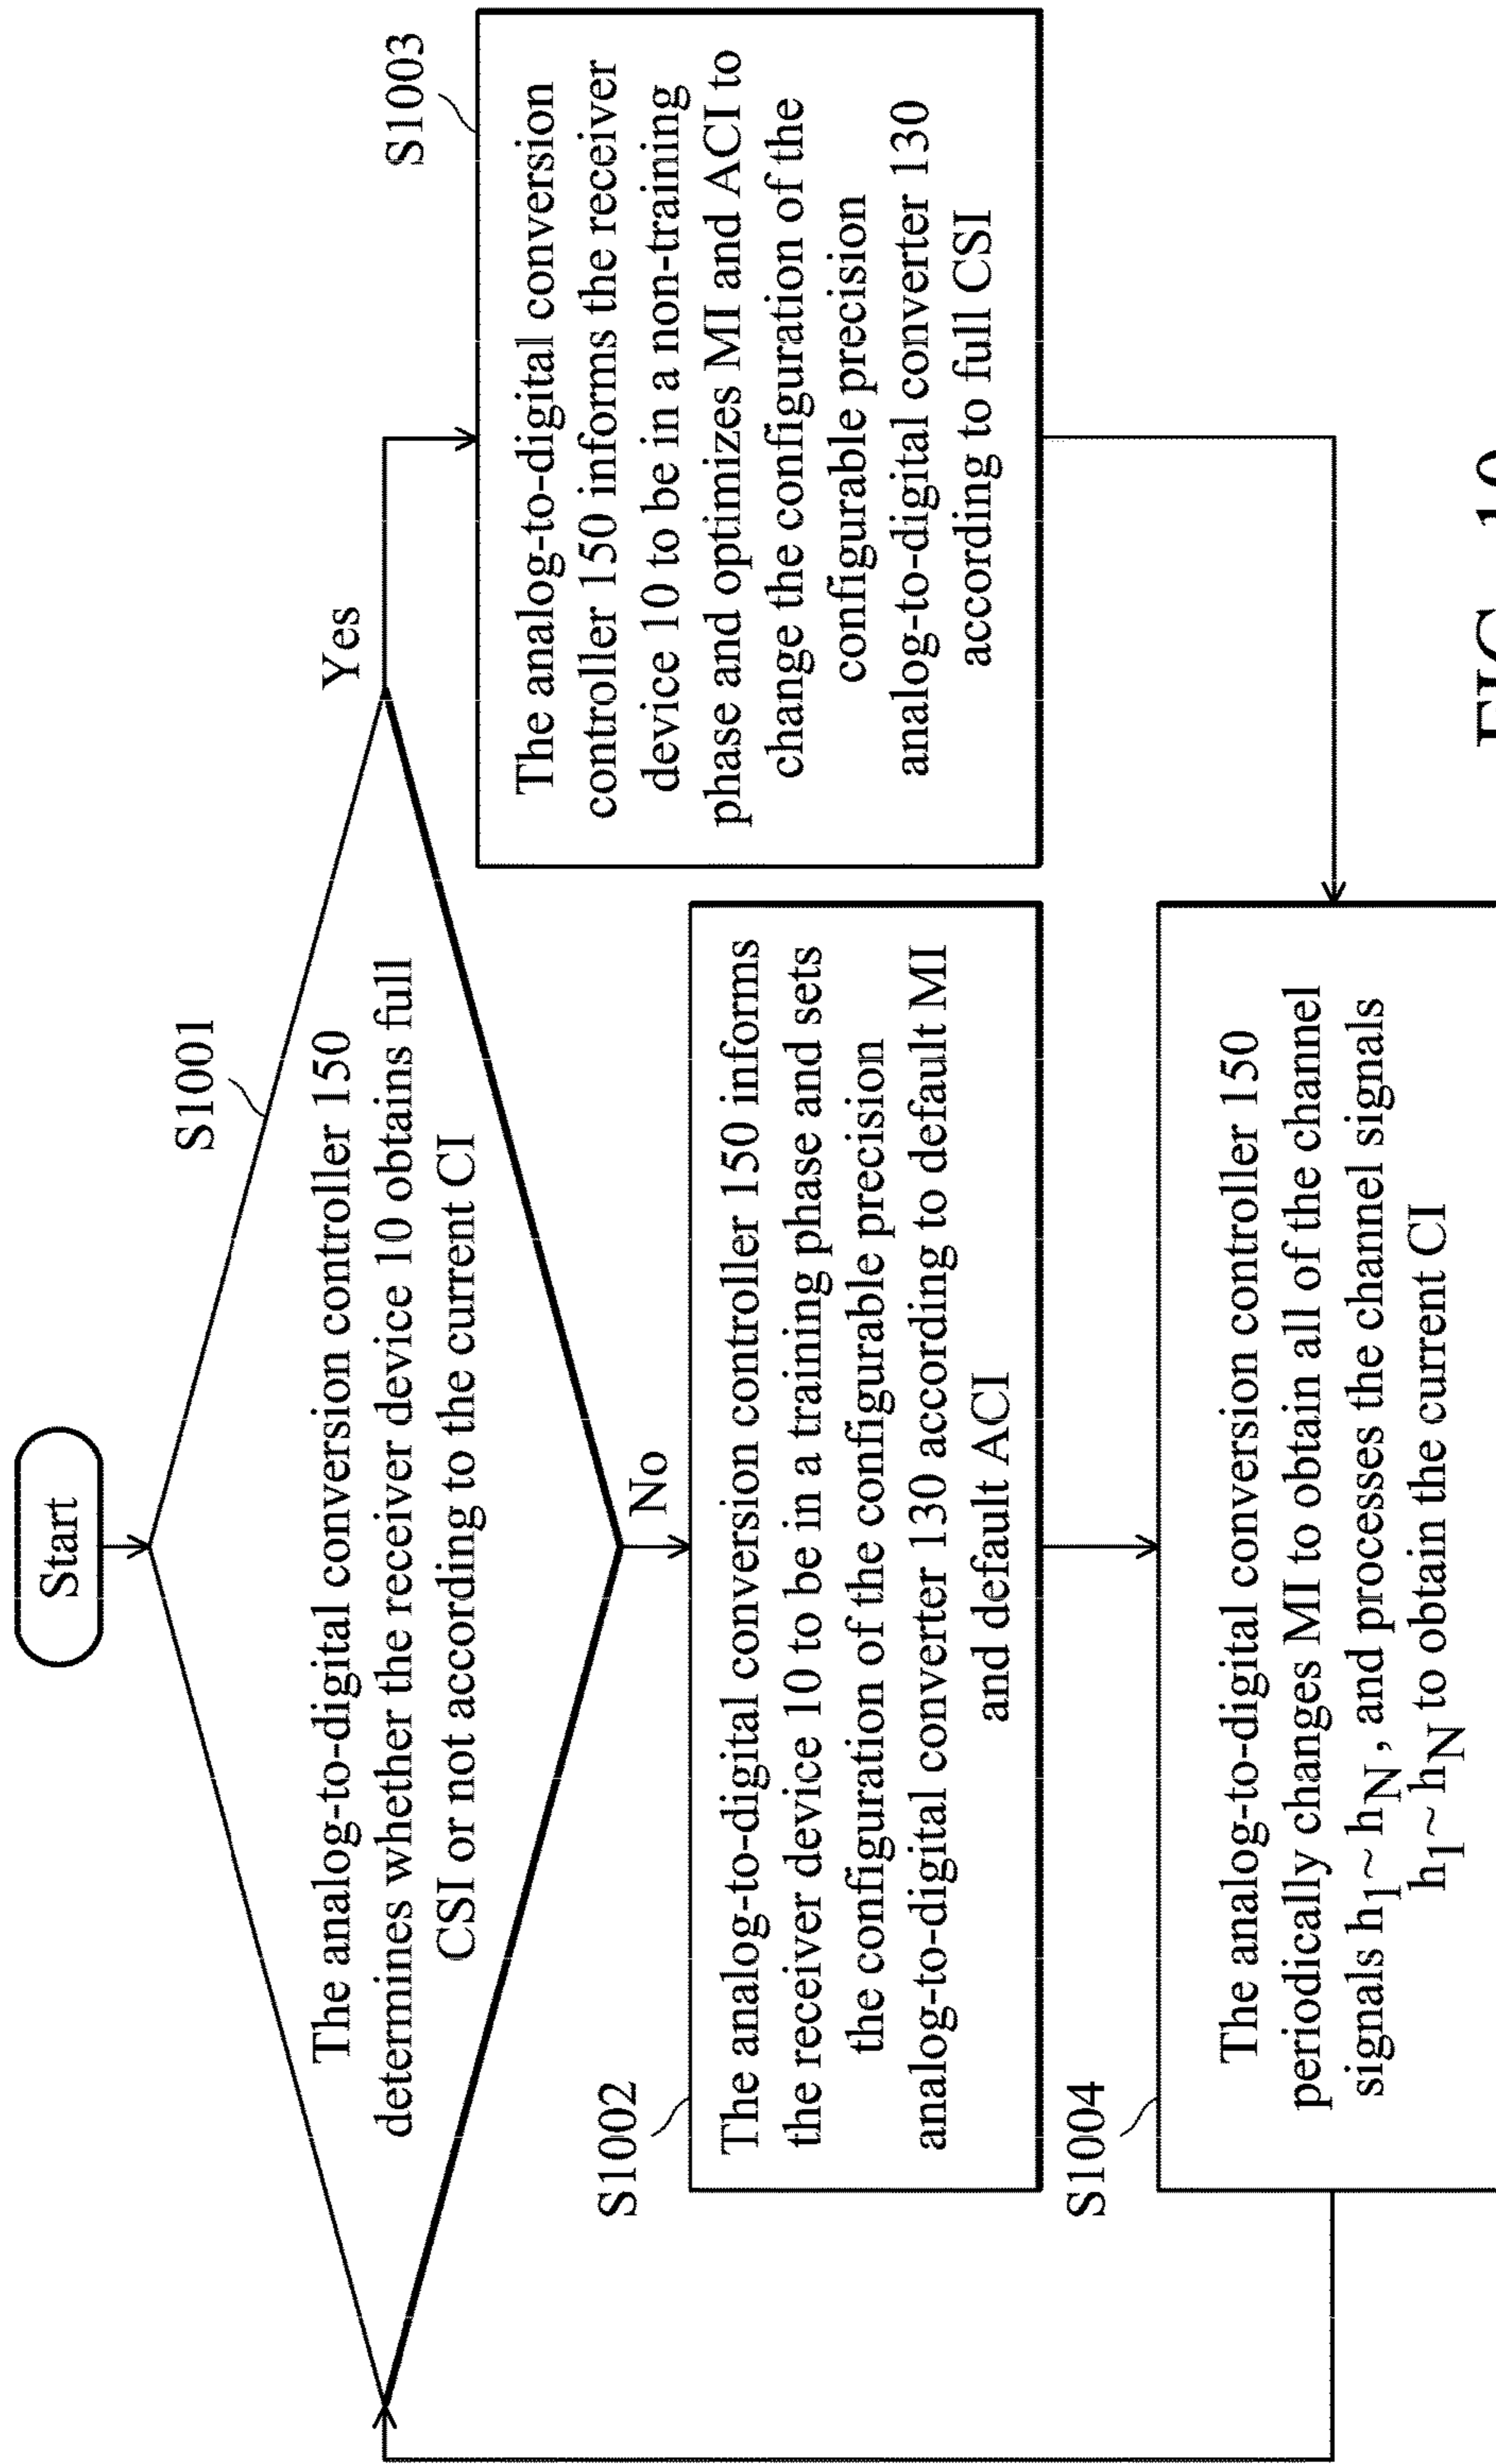 Start
S1001
The analog-to-digital conversion controller 150
determines whether the receiver device 10 obtains full
CSI or not according to the current CI
Yes
No
S1002
The analog-to-digital conversion controller 150 informs
the receiver device 10 to be in a training phase and sets
the configuration of the configurable precision
analog-to-digital converter 130 according to default MI
and default ACI
S1003
The analog-to-digital conversion
controller 150 informs the receiver
device 10 to be in a non-training
phase and optimizes MI and ACI to
change the configuration of the
configurable precision
analog-to-digital converter 130
according to full CSI
S1004
The analog-to-digital conversion controller 150
periodically changes MI to obtain all of the channel
signals h1~hN, and processes the channel signals
h1~hN to obtain the current CI
FIG. 10